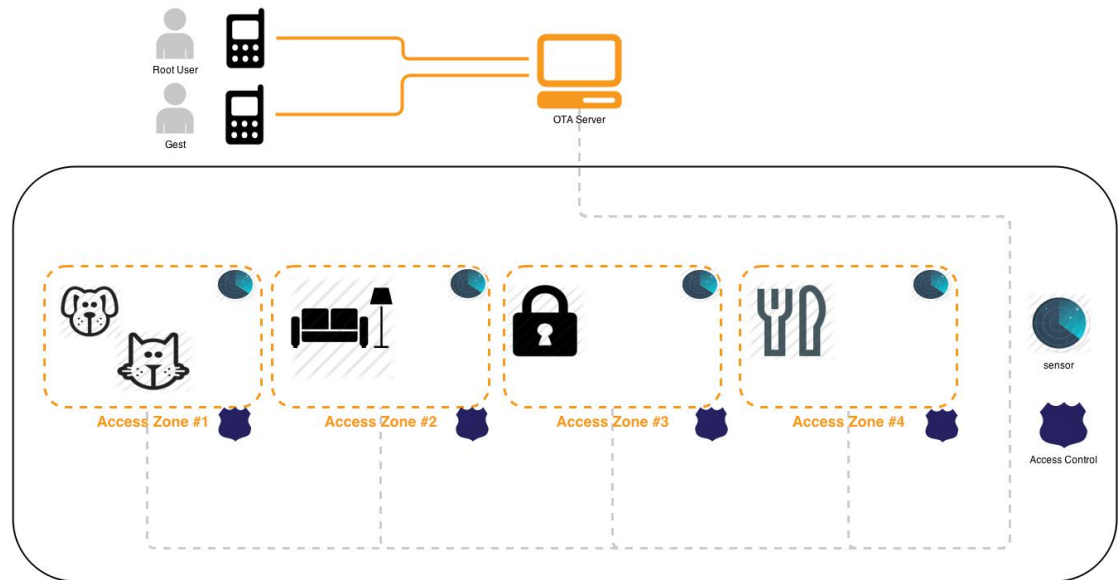 Root User
Gest
OTA Server
Access Zone #1
Access Zone #2
Access Zone #3
Access Zone #4
sensor
Access Control